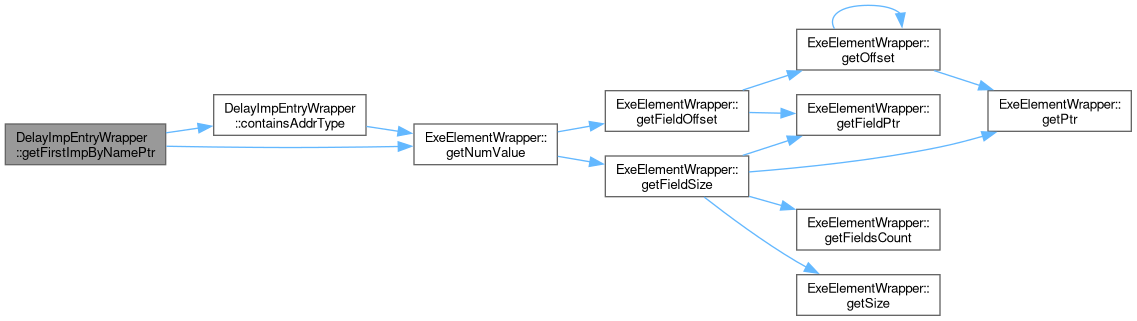 DelayImpEntryWrapper
::getFirstImpByNamePtr
DelayImpEntryWrapper
::containsAddrType
ExeElementWrapper::
getNumValue
ExeElementWrapper::
getFieldOffset
ExeElementWrapper::
getFieldSize
ExeElementWrapper::
getOffset
ExeElementWrapper::
getFieldPtr
ExeElementWrapper::
getFieldsCount
ExeElementWrapper::
getSize
ExeElementWrapper::
getPtr